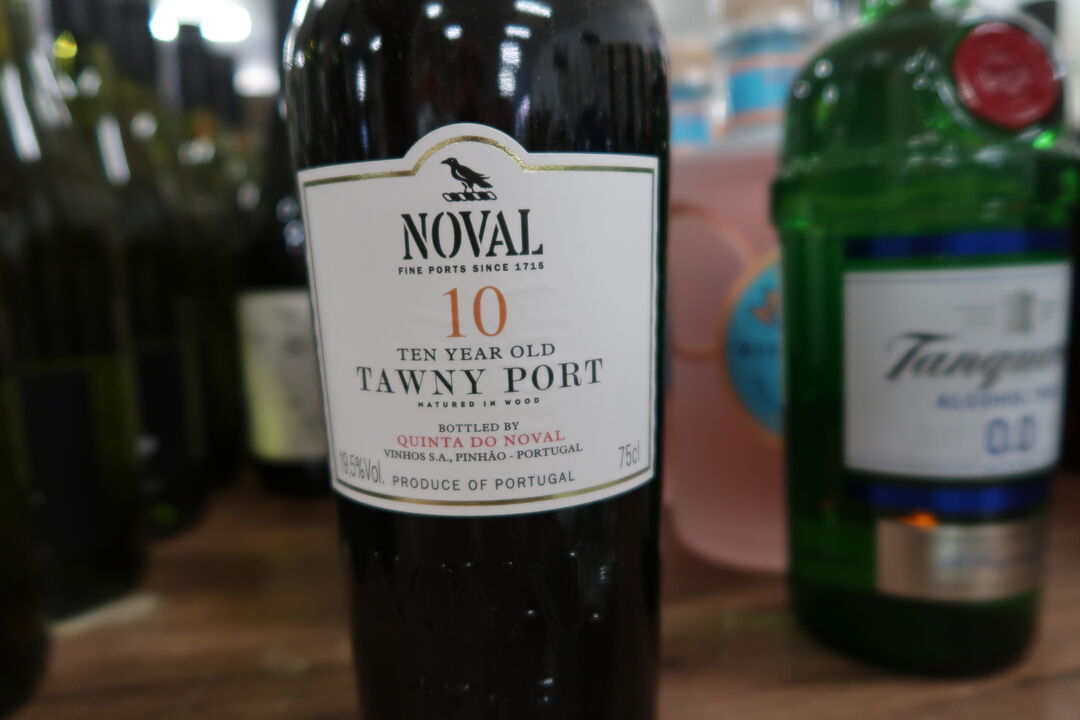 NOVAL
FINE PORTS SINCE 1715
10
TEN YEAR OLD
TAWNY PORT
MATURED IN WOOD
BOTTLED BY
QUINTA DO NOVAL
VINHOS S.A., PINHÃO - PORTUGAL
19.5%Vol.
75cl
PRODUCE OF PORTUGAL
ALCOHOL
0.0